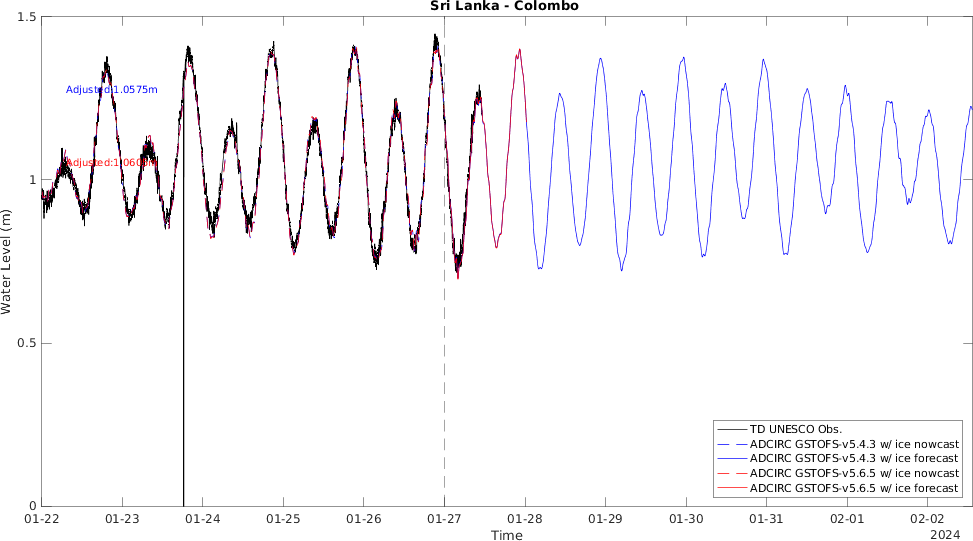 Sri Lanka - Colombo
1.5
Adjusted:1.0575m
1
Water Level (m)
0.5
TD UNESCO Obs.
ADCIRC GSTOFS-v5.4.3 w/ ice nowcast
ADCIRC GSTOFS-v5.4.3 w/ ice forecast
ADCIRC GSTOFS-v5.6.5 w/ ice nowcast
ADCIRC GSTOFS-v5.6.5 w/ ice forecast
0
01-22 01-23 01-24 01-25 01-26 01-27 01-28 01-29 01-30 01-31 02-01 02-02
Time
2024